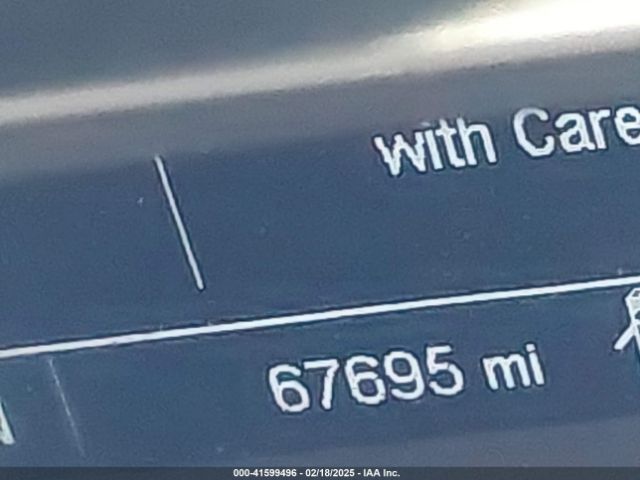 with Care
67695 mi
000-41599496 - 02/18/2025 - IAA Inc.